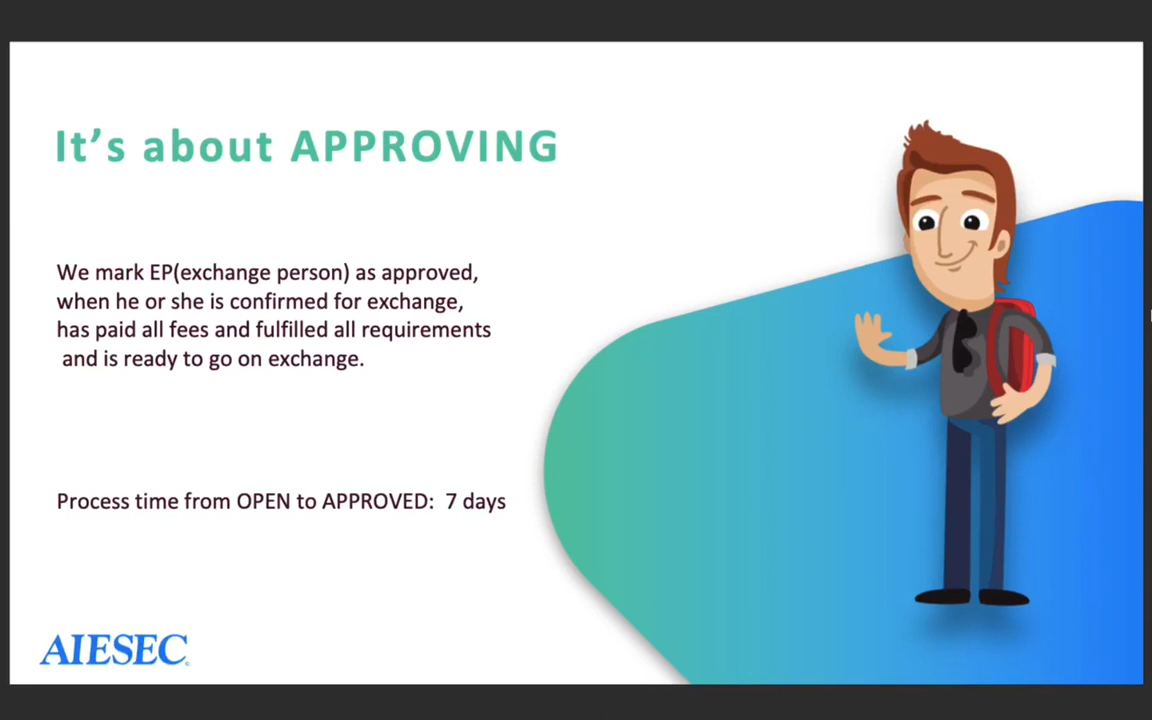 It’s about APPROVING
We mark EP(exchange person) as approved,
when he or she is confirmed for exchange,
has paid all fees and fulfilled all requirements
and is ready to go on exchange.
Process time from OPEN to APPROVED: 7 days
AIESEC